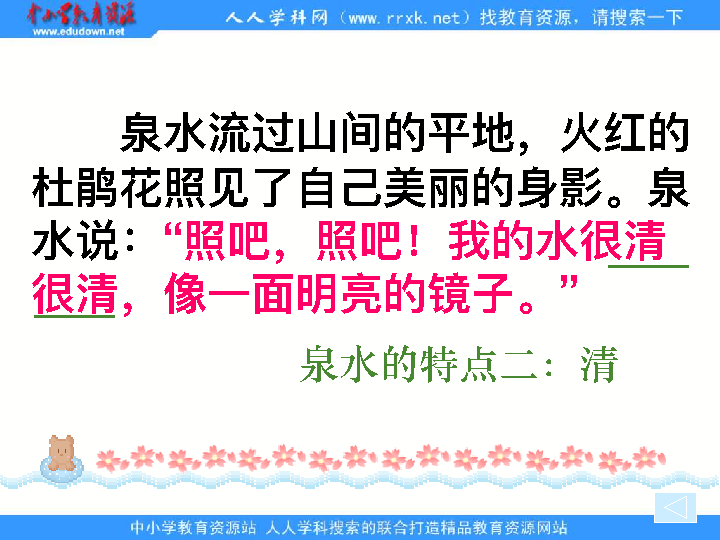 中小学教育资源
www.edudown.net
人人学科网（www.rrxk.net）找教育资源，请搜索一下
泉水流过山间的平地，火红的
杜鹃花照见了自己美丽的身影。泉
水说：“照吧，照吧！我的水很清
很清，像一面明亮的镜子。”
泉水的特点二：清
中小学教育资源站 人人学科搜索的联合打造精品教育资源网站